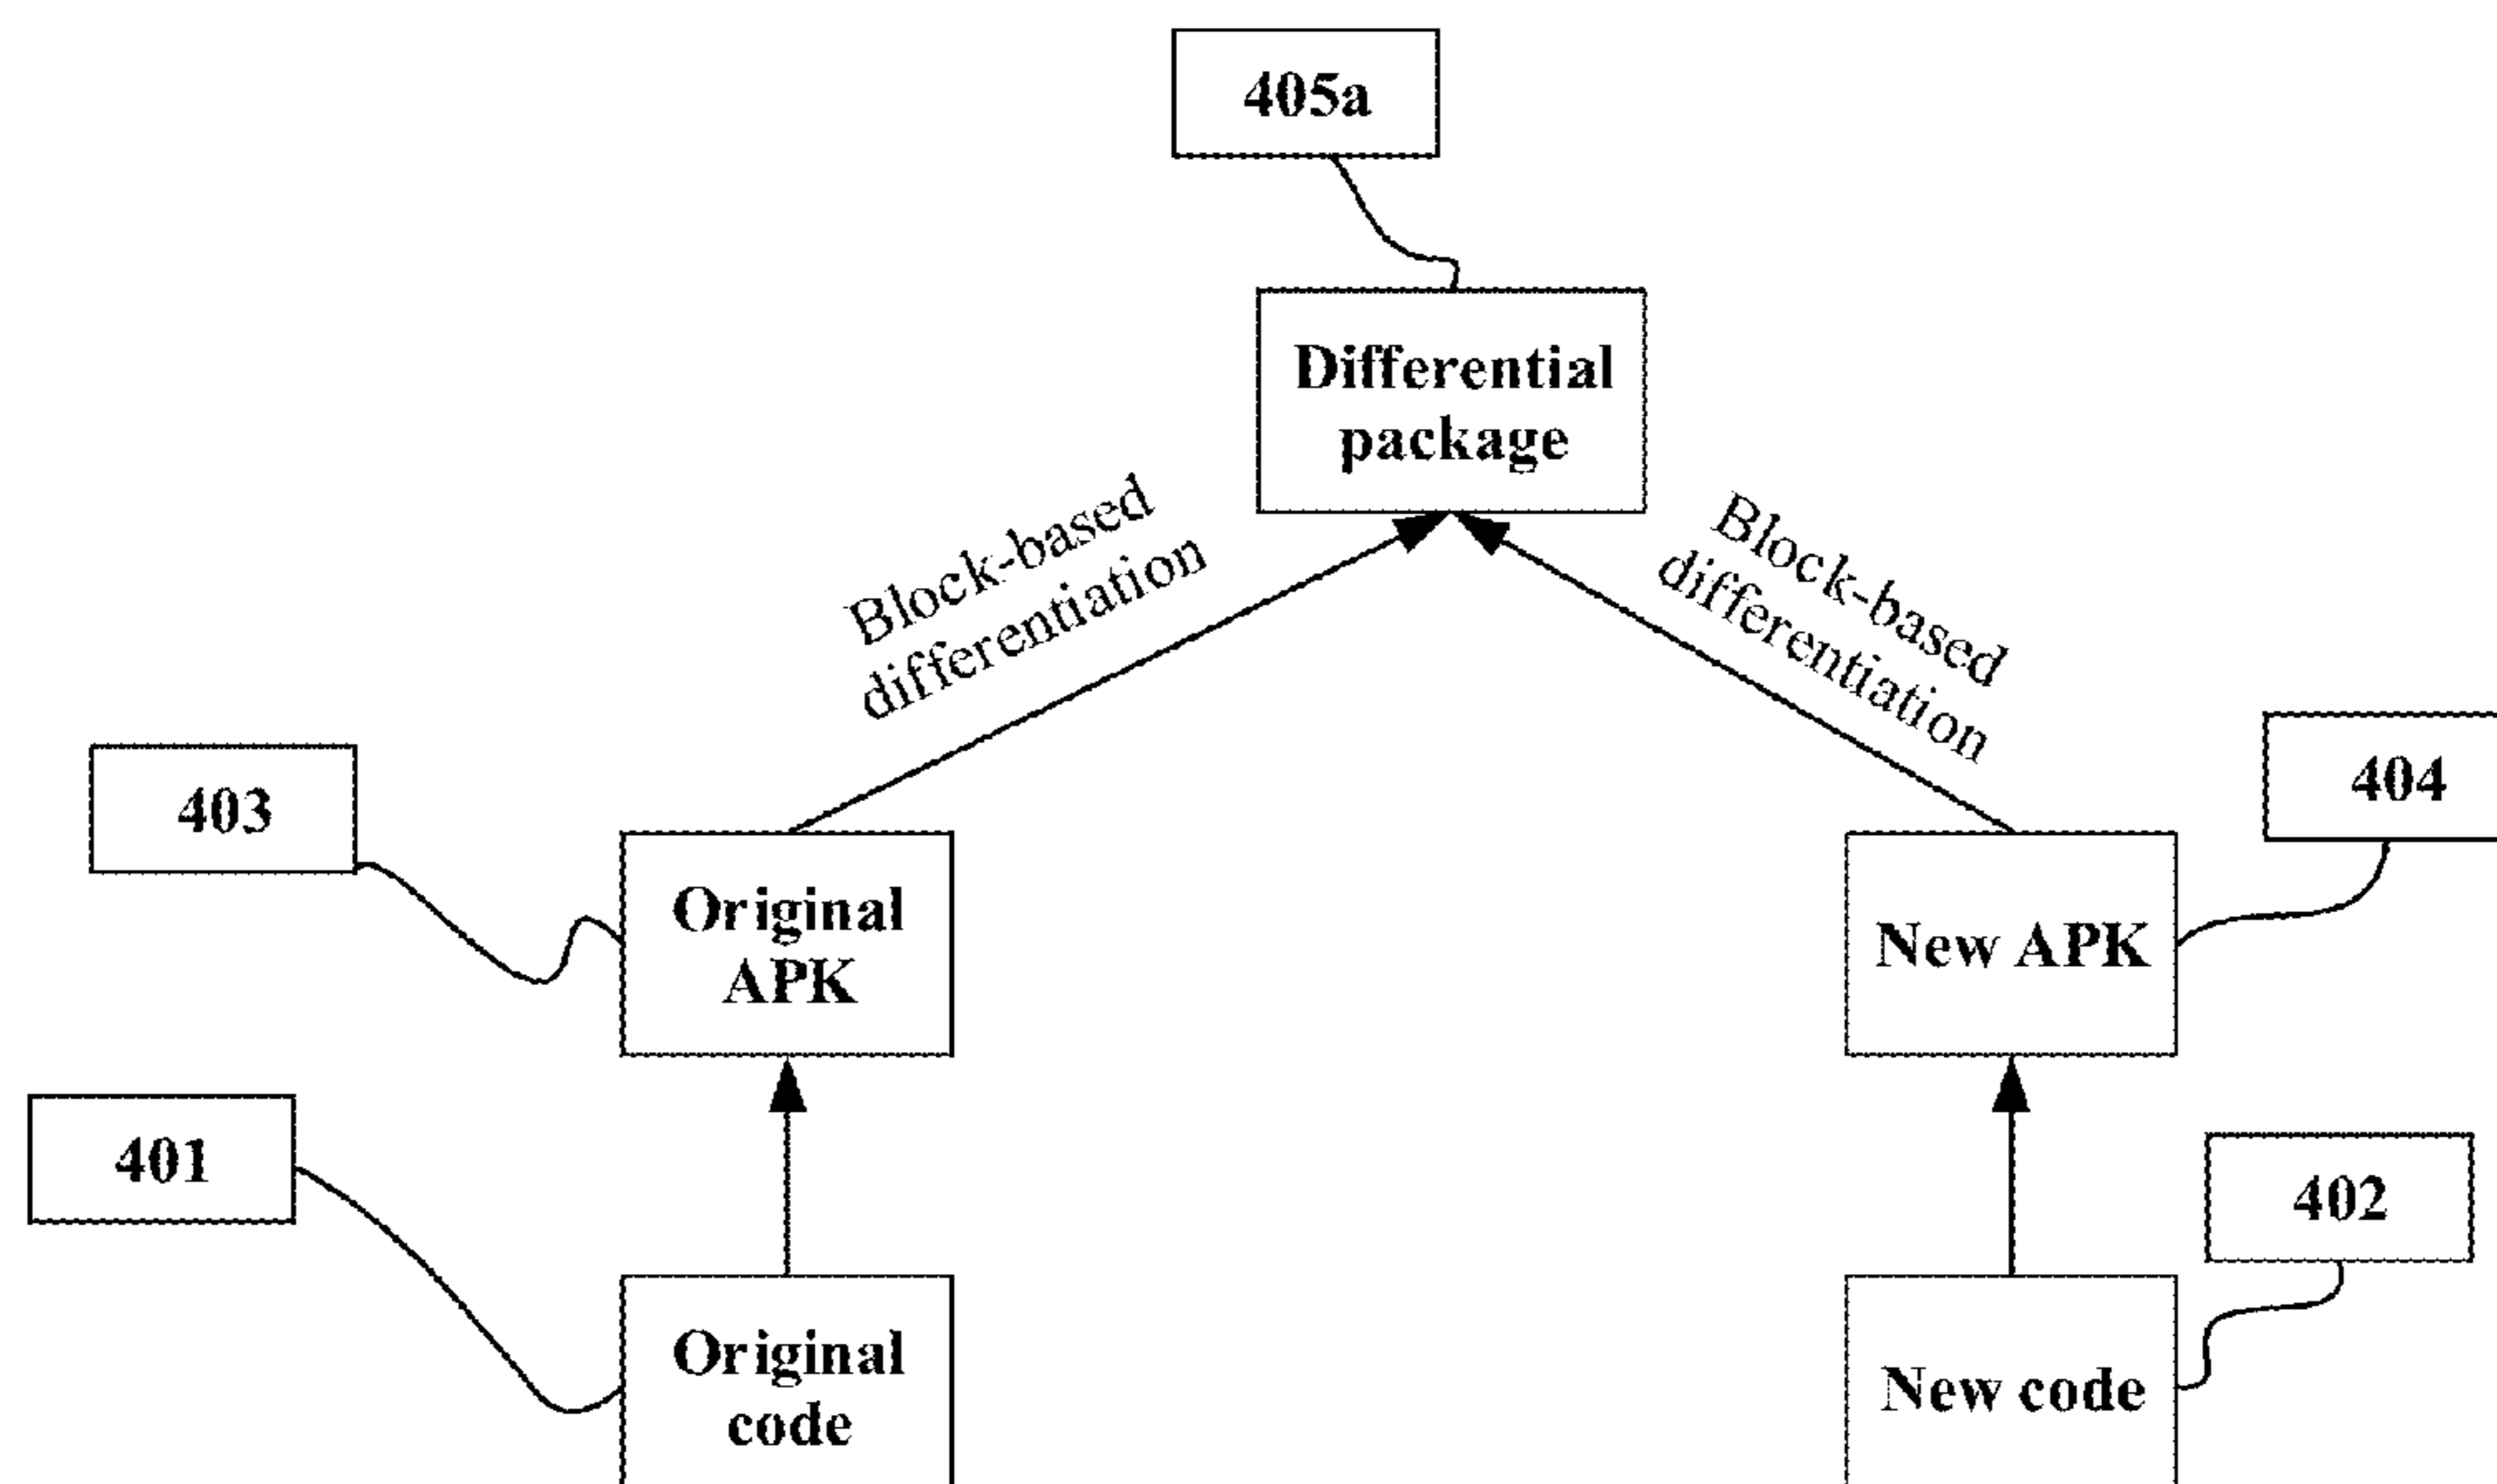 405a
Differential
package
Block-based
differentiation
Block-based
differentiation
403
404
Original
APK
New APK
401
402
Original
code
New code